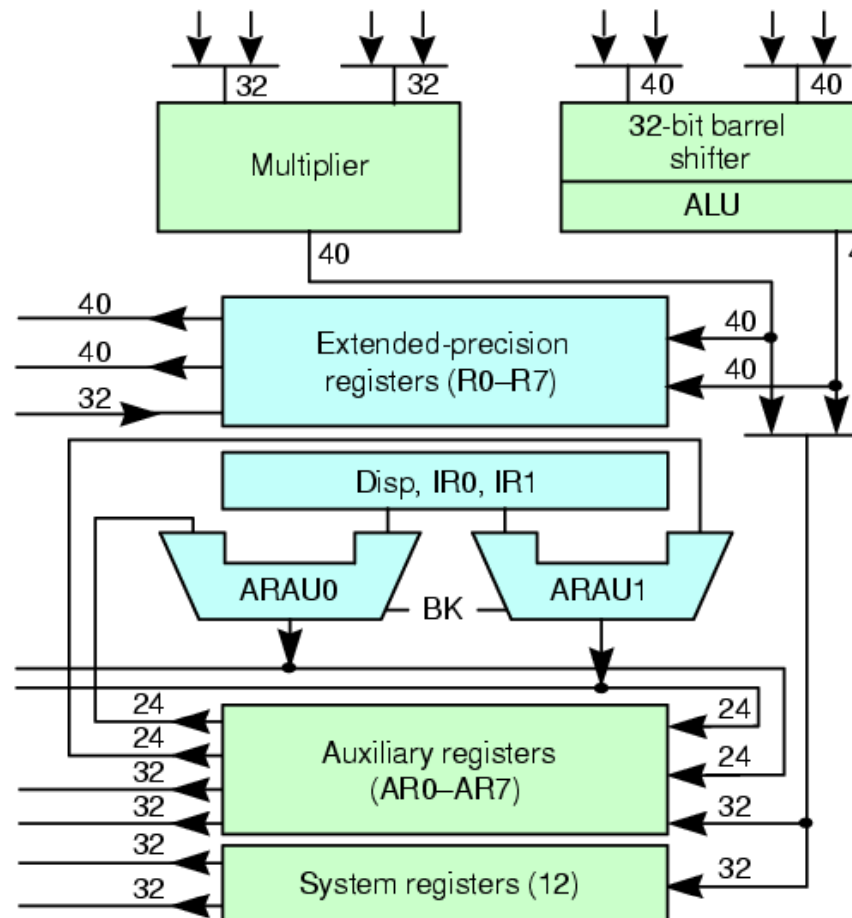 32
32
40
40
Multiplier
32-bit barrel
shifter
ALU
40
40
40
Extended-precision
registers (R0–R7)
40
40
32
40
Disp, IR0, IR1
ARAU0
BK
ARAU1
24
24
24
Auxiliary registers
(AR0–AR7)
24
32
32
32
32
System registers (12)
32
32